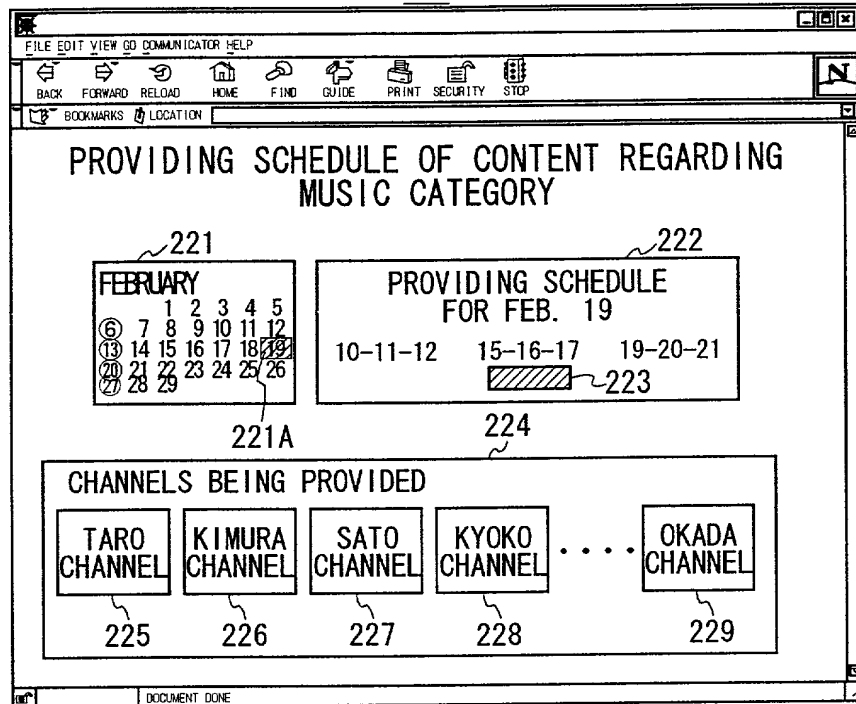 FILE EDIT VIEW GO COMMUNICATOR HELP
BACK FORWARD RELOAD HOME FIND GUIDE PRINT SECURITY STOP
N
BOOKMARKS LOCATION
PROVIDING SCHEDULE OF CONTENT REGARDING
MUSIC CATEGORY
221
FEBRUARY
1 2 3 4 5
6 7 8 9 10 11 12
13 14 15 16 17 18 19
20 21 22 23 24 25 26
27 28 29
221A
222
PROVIDING SCHEDULE
FOR FEB. 19
10-11-12 15-16-17 19-20-21
223
224
CHANNELS BEING PROVIDED
TARO
CHANNEL
KIMURA
CHANNEL
SATO
CHANNEL
KYOKO
CHANNEL
. . . .
OKADA
CHANNEL
225 226 227 228 229
DOCUMENT DONE